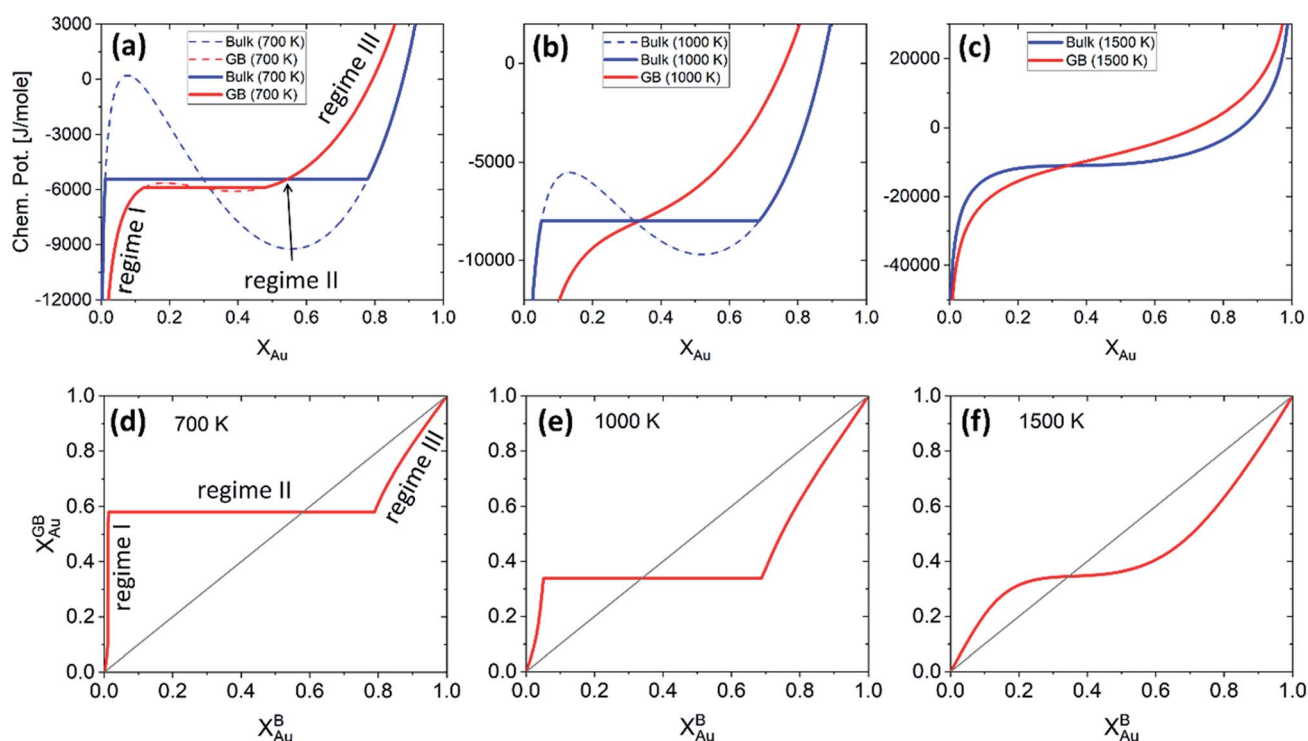 (a)
Bulk (700 K)
GB (700 K)
Bulk (700 K)
GB (700 K)
regime I
regime II
regime III
Chem. Pot. [J/mole]
3000
0
-3000
-6000
-9000
-12000
0.0 0.2 0.4 0.6 0.8 1.0
X_Au
(b)
Bulk (1000 K)
Bulk (1000 K)
GB (1000 K)
0
-5000
-10000
0.0 0.2 0.4 0.6 0.8 1.0
X_Au
(c)
Bulk (1500 K)
GB (1500 K)
20000
0
-20000
-40000
0.0 0.2 0.4 0.6 0.8 1.0
X_Au
(d) 700 K
regime I
regime II
regime III
X_Au^GB
1.0
0.8
0.6
0.4
0.2
0.0
0.0 0.2 0.4 0.6 0.8 1.0
X_Au^B
(e) 1000 K
1.0
0.8
0.6
0.4
0.2
0.0
0.0 0.2 0.4 0.6 0.8 1.0
X_Au^B
(f) 1500 K
1.0
0.8
0.6
0.4
0.2
0.0
0.0 0.2 0.4 0.6 0.8 1.0
X_Au^B